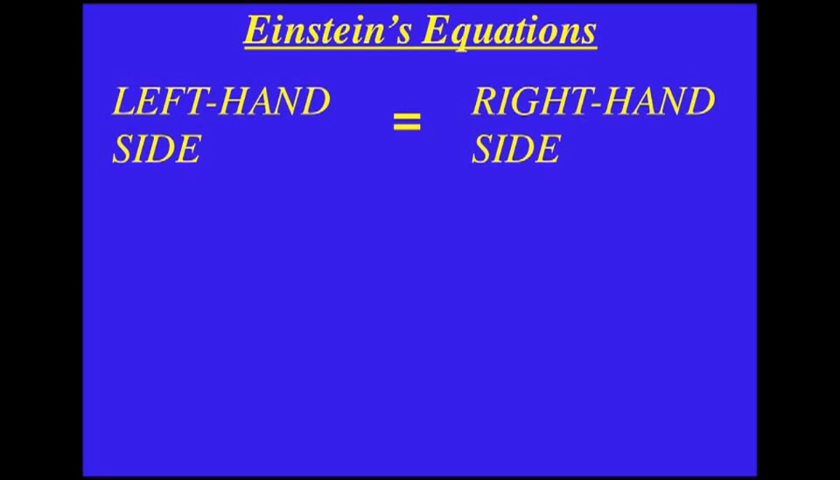 Einstein's Equations
LEFT-HAND = RIGHT-HAND
SIDE SIDE